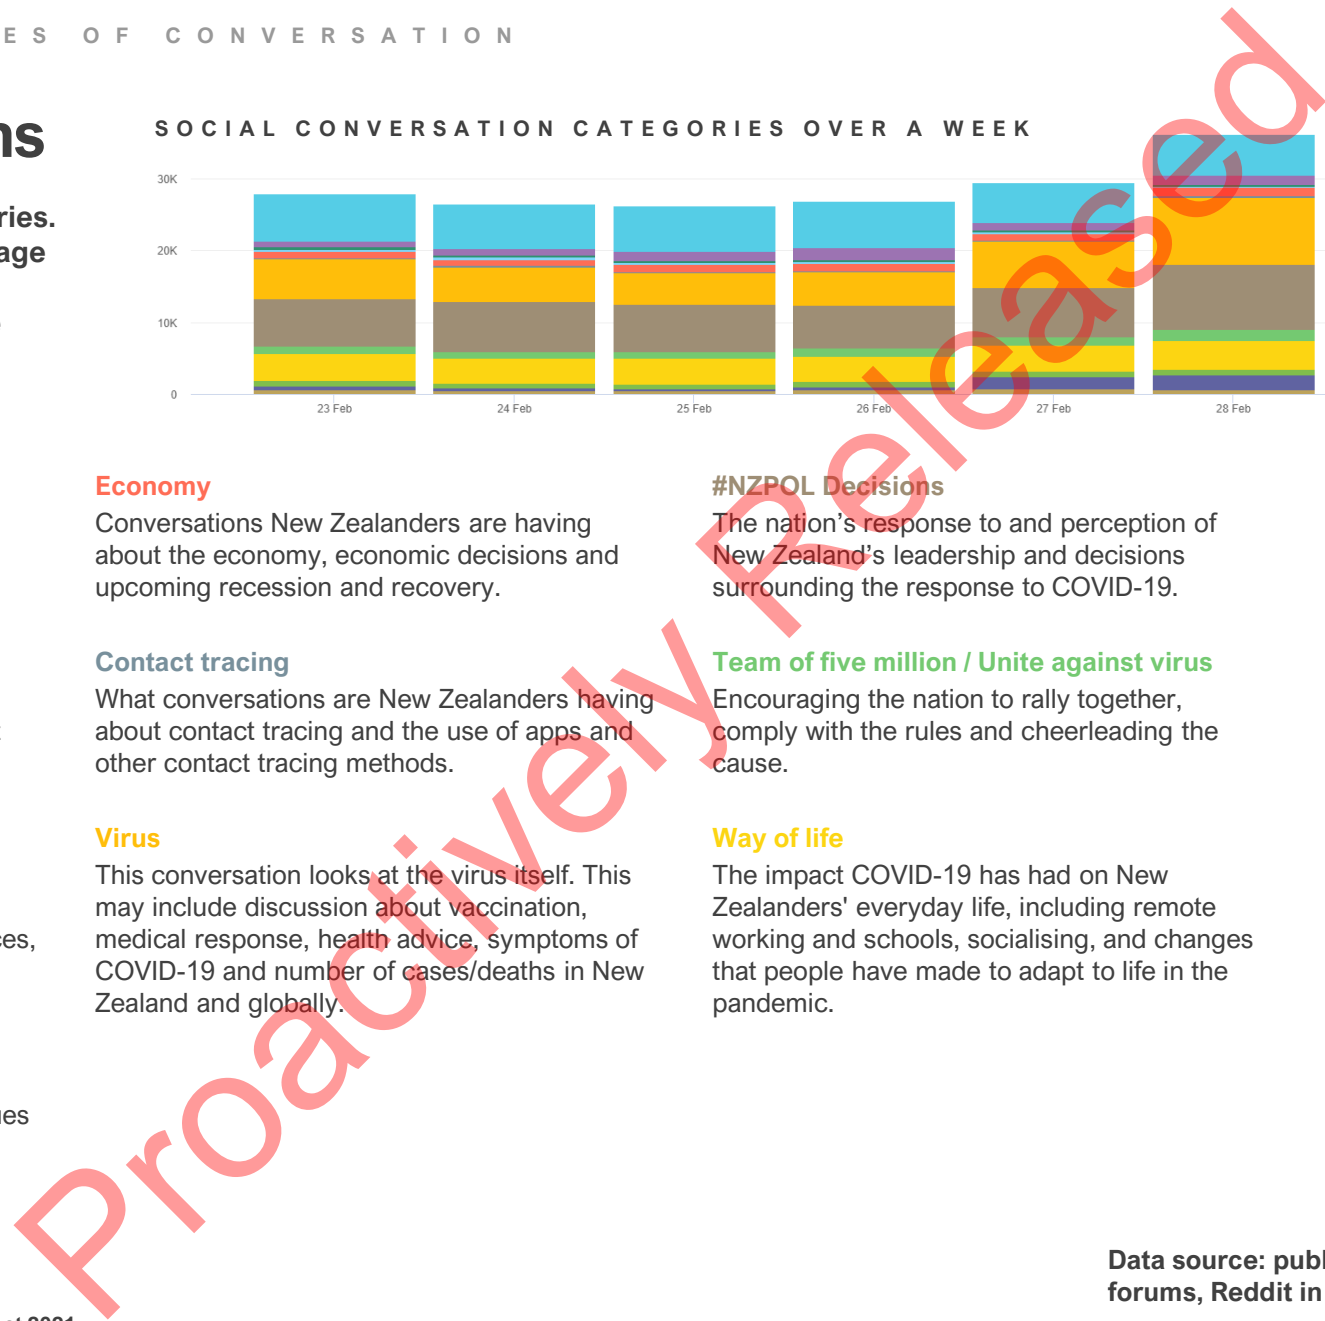 ES OF CONVERSATION
ns
ries.
age
SOCIAL CONVERSATION CATEGORIES OVER A WEEK
30K
20K
10K
0
23 Feb
24 Feb
25 Feb
26 Feb
27 Feb
28 Feb
Economy
Conversations New Zealanders are having
about the economy, economic decisions and
upcoming recession and recovery.
#NZPOL Decisions
The nation's response to and perception of
New Zealand's leadership and decisions
surrounding the response to COVID-19.
Contact tracing
What conversations are New Zealanders having
about contact tracing and the use of apps and
other contact tracing methods.
Team of five million / Unite against virus
Encouraging the nation to rally together,
comply with the rules and cheerleading the
cause.
Virus
This conversation looks at the virus itself. This
may include discussion about vaccination,
medical response, health advice, symptoms of
COVID-19 and number of cases/deaths in New
Zealand and globally.
Way of life
The impact COVID-19 has had on New
Zealanders' everyday life, including remote
working and schools, socialising, and changes
that people have made to adapt to life in the
pandemic.
ces,
ues
Data source: publ
forums, Reddit in
2021
Proactively Released